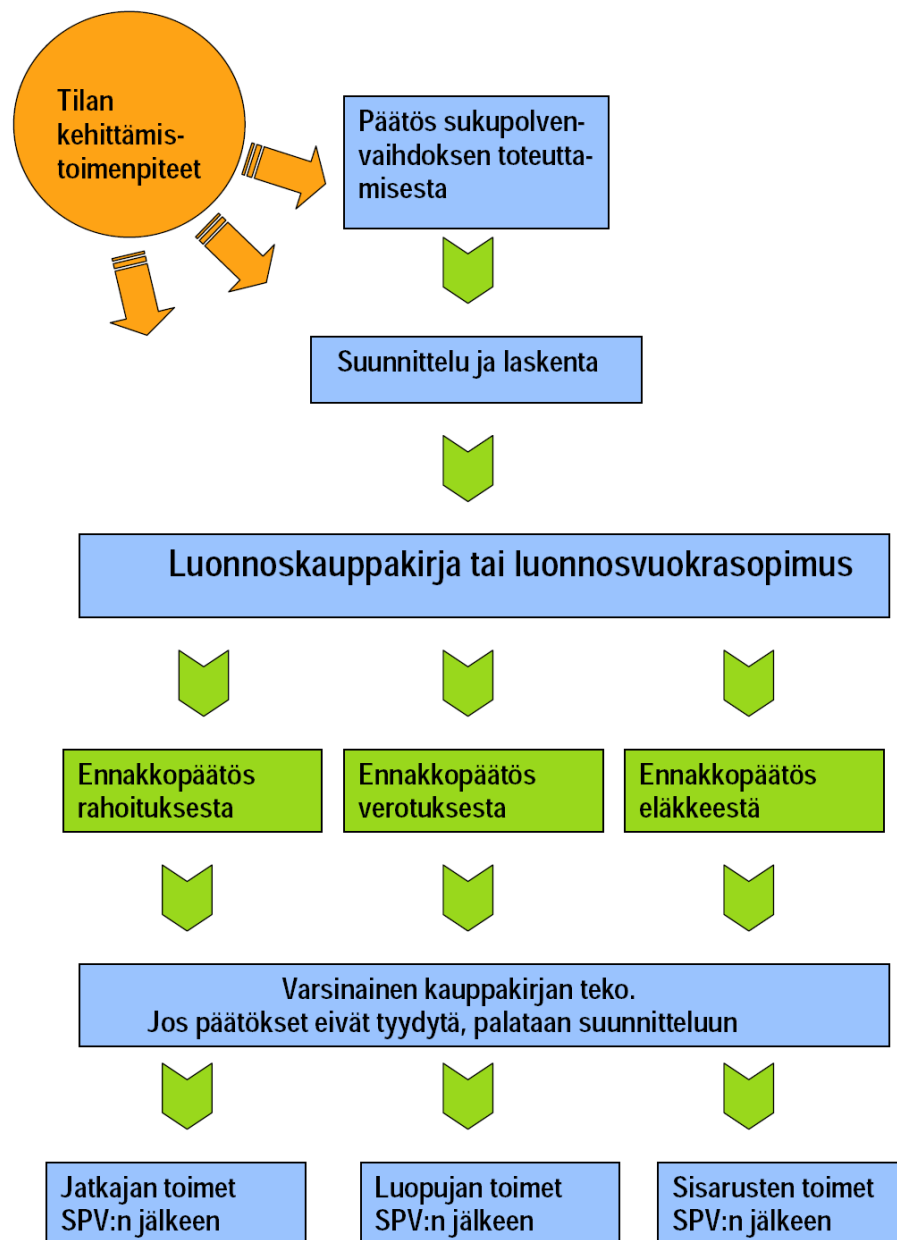 Tilan
kehittämis-
toimenpiteet
Päätös sukupolven-
vaihdoksen toteutta-
misesta
Suunnittelu ja laskenta
Luonnoskauppakirja tai luonnosvuokrasopimus
Ennakkopäätös
rahoituksesta
Ennakkopäätös
verotuksesta
Ennakkopäätös
eläkkeestä
Varsinainen kauppakirjan teko.
Jos päätökset eivät tyydytä, palataan suunnitteluun
Jatkajan toimet
SPV:n jälkeen
Luopujan toimet
SPV:n jälkeen
Sisarusten toimet
SPV:n jälkeen